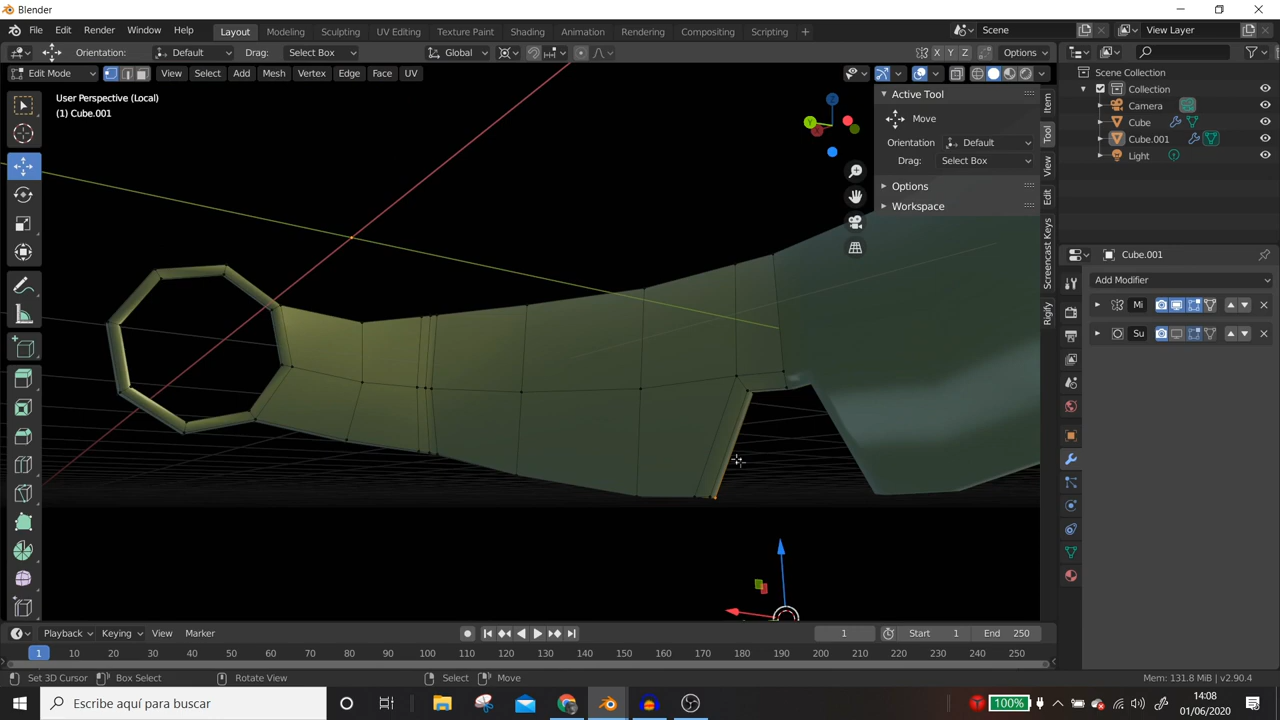 Blender
File Edit Render Window Help Layout Modeling Sculpting UV Editing Texture Paint Shading Animation Rendering Compositing Scripting + Scene View Layer
Orientation: Default Drag: Select Box Global X Y Z Options
Edit Mode View Select Add Mesh Vertex Edge Face UV
User Perspective (Local)
(1) Cube.001
Z
Y
Active Tool
Move
Orientation Default
Drag: Select Box
Options
Workspace
Item
Tool
View
Edit
Screencast Keys
Rigify
Scene Collection
Collection
Camera
Cube
Cube.001
Light
Cube.001
Add Modifier
Mi
Su
Playback Keying View Marker 1 Start 1 End 250
1 10 20 30 40 50 60 70 80 90 100 110 120 130 140 150 160 170 180 190 200 210 220 230 240 250
Set 3D Cursor Box Select Rotate View Select Move Mem: 131.8 MiB | v2.90.4
Escribe aquí para buscar 100% 14:08
01/06/2020